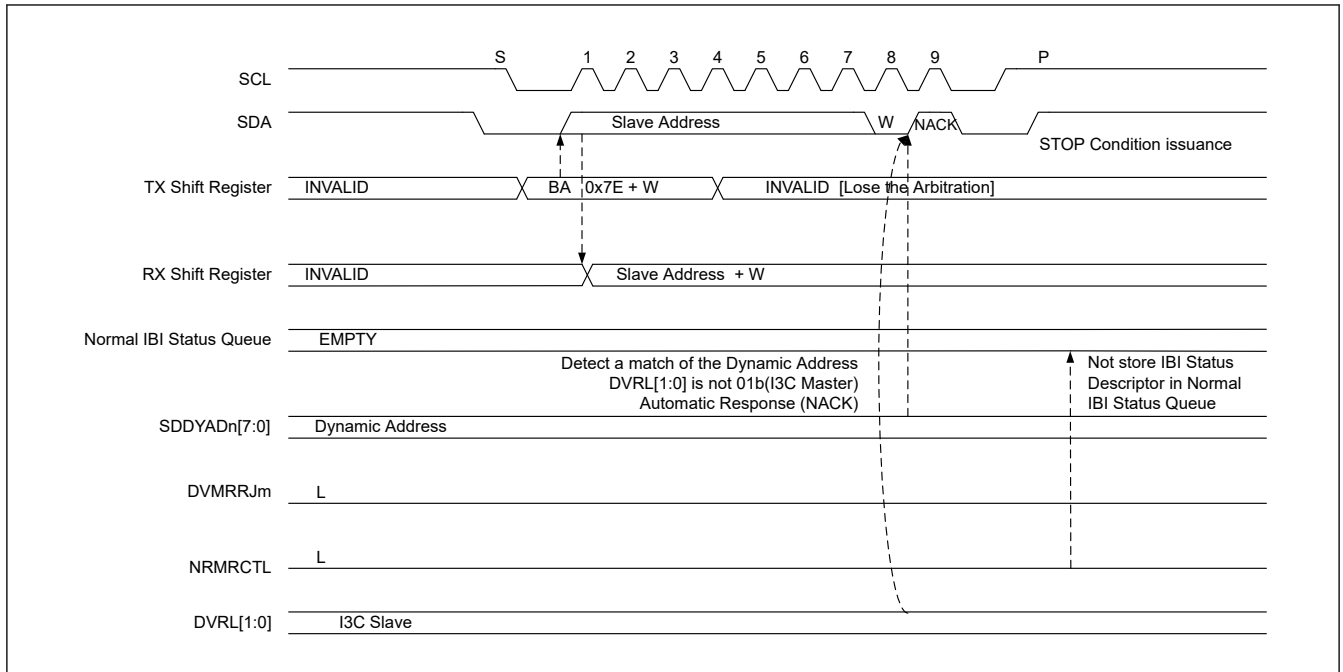 S 1 2 3 4 5 6 7 8 9 P
SCL
SDA Slave Address W NACK
STOP Condition issuance
TX Shift Register INVALID BA 0x7E + W INVALID [Lose the Arbitration]
RX Shift Register INVALID Slave Address + W
Normal IBI Status Queue EMPTY
Detect a match of the Dynamic Address
DVRL[1:0] is not 01b(I3C Master)
Automatic Response (NACK)
Not store IBI Status
Descriptor in Normal
IBI Status Queue
SDDYADn[7:0] Dynamic Address
DVMRRJm L
NRMRCTL L
DVRL[1:0] I3C Slave